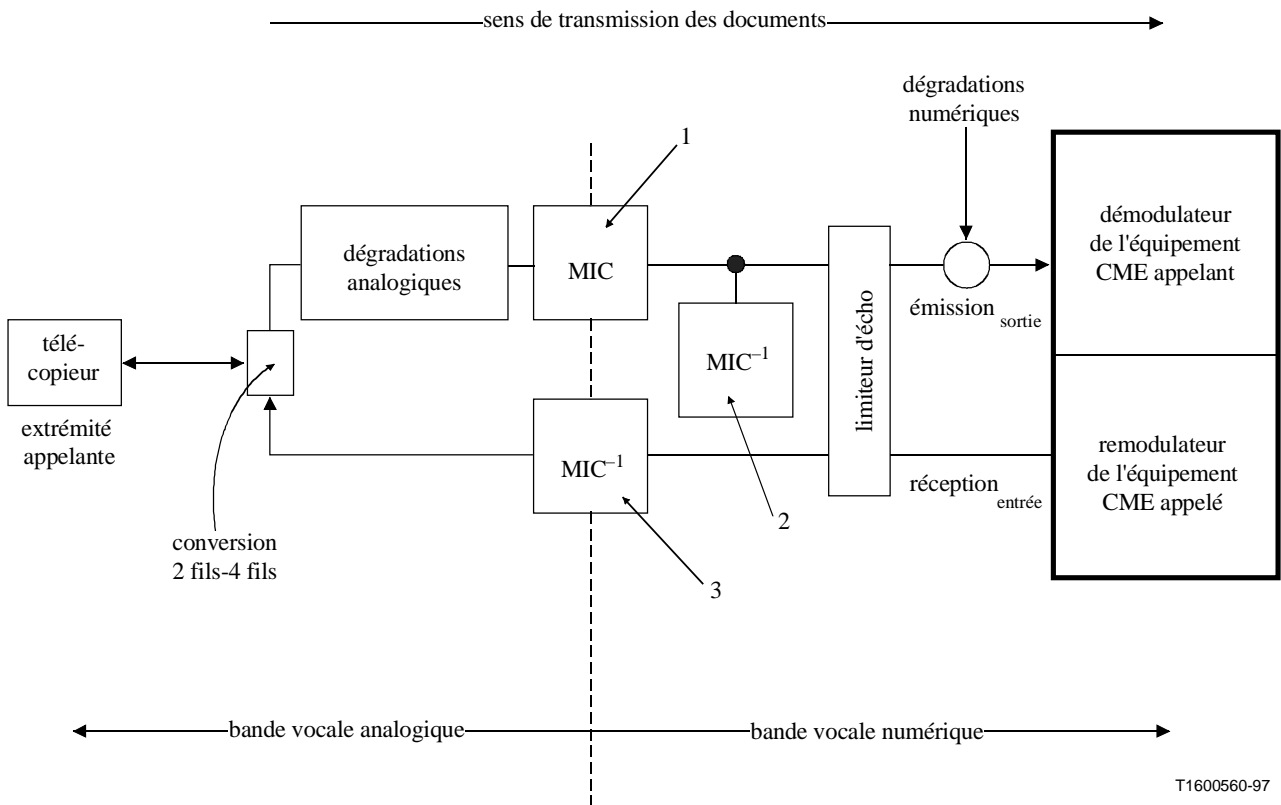 sens de transmission des documents
dégradations
numériques
1
dégradations
analogiques
MIC
démodulateur
de l'équipement
CME appelant
émission sortie
télé-
copieur
MIC–1
limiteur d'écho
extrémité
appelante
MIC–1
remodulateur
de l'équipement
CME appelé
réception entrée
2
conversion
2 fils-4 fils
3
bande vocale analogique
bande vocale numérique
T1600560-97